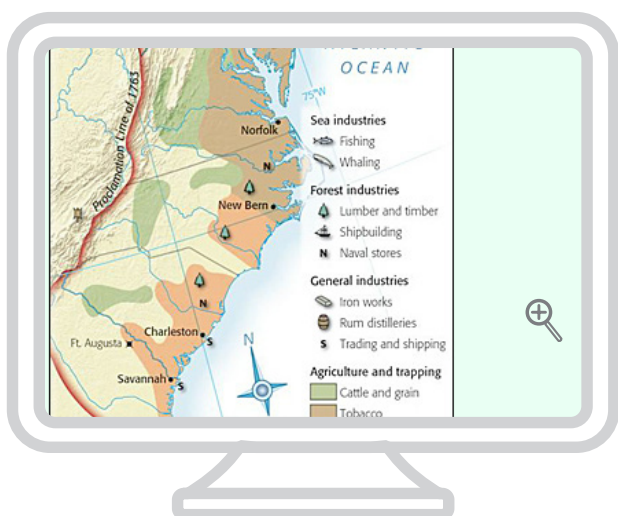 OCEAN
75°W
Proclamation Line of 1763
Norfolk
N
New Bern
N
Charleston
S
Ft. Augusta
Savannah
S
N
Sea industries
Fishing
Whaling
Forest industries
Lumber and timber
Shipbuilding
N Naval stores
General industries
Iron works
Rum distilleries
S Trading and shipping
Agriculture and trapping
Cattle and grain
Tobacco